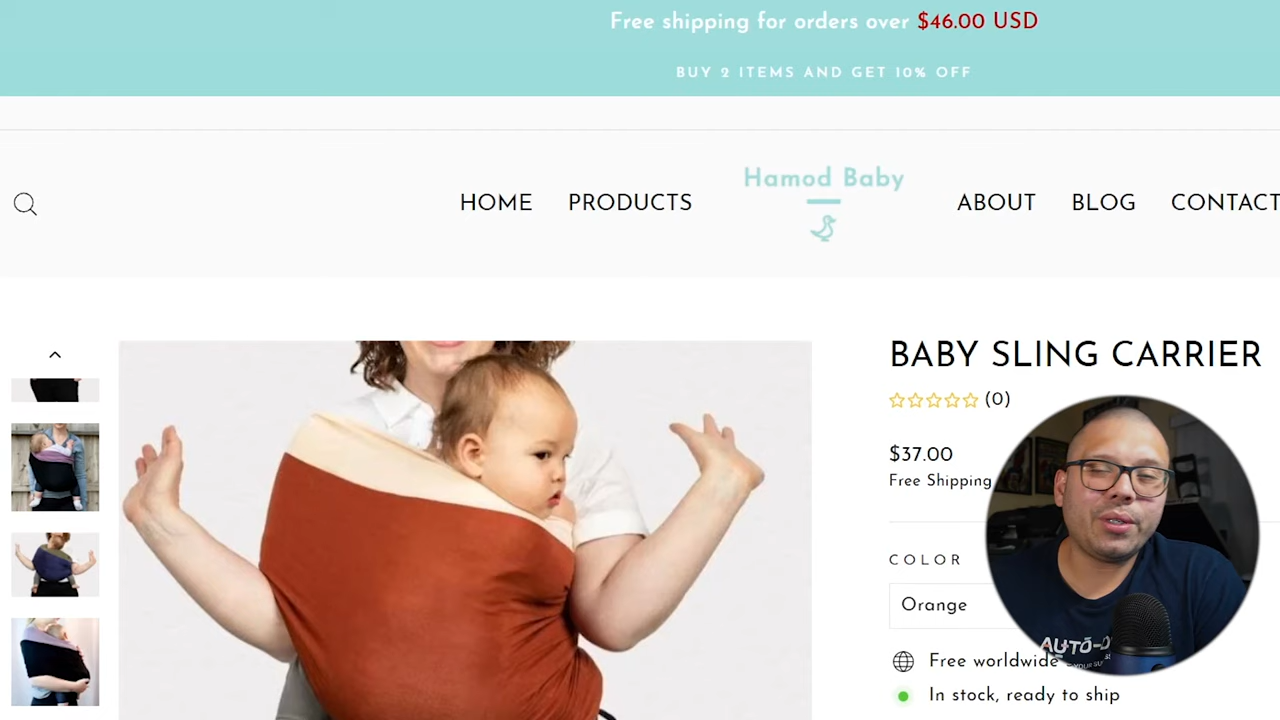 Free shipping for orders over $46.00 USD
BUY 2 ITEMS AND GET 10% OFF
HOME PRODUCTS Hamod Baby ABOUT BLOG CONTACT
BABY SLING CARRIER
(0)
$37.00
Free Shipping
COLOR
Orange
Free worldwide
In stock, ready to ship
AUTO-D